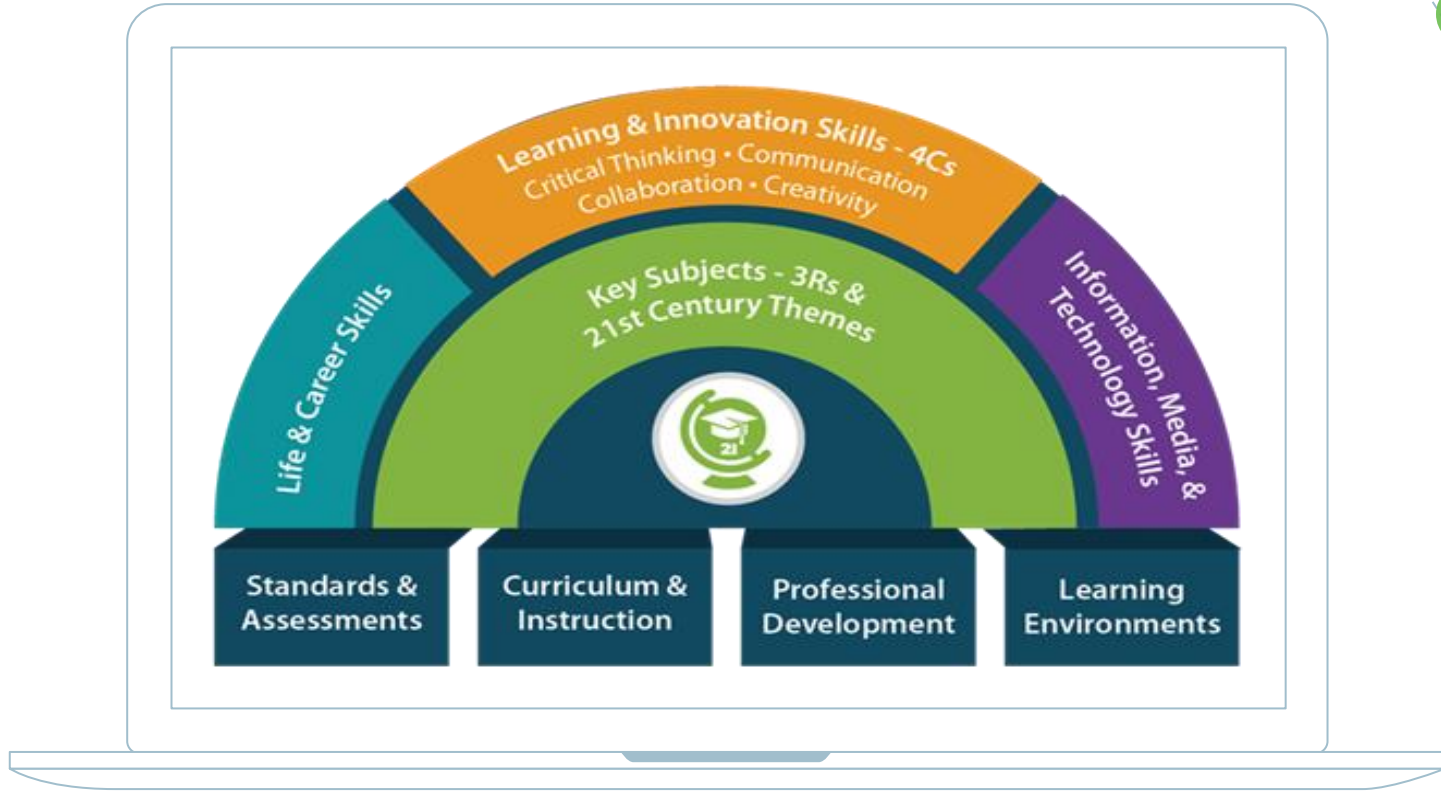 Learning & Innovation Skills - 4Cs
Critical Thinking • Communication
Collaboration • Creativity
Life & Career Skills
Key Subjects - 3Rs &
21st Century Themes
Information, Media, &
Technology Skills
21
Standards &
Assessments
Curriculum &
Instruction
Professional
Development
Learning
Environments